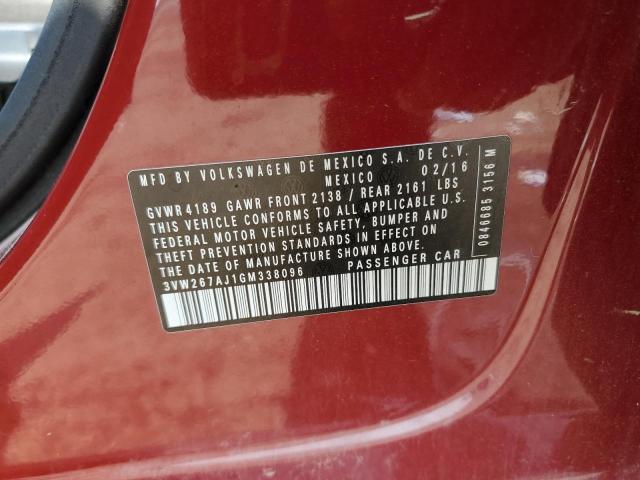 MFD BY VOLKSWAGEN DE MEXICO S.A. DE C.V.
MEXICO 02/16
GVWR 4189 GAWR FRONT 2138 / REAR 2161 LBS
THIS VEHICLE CONFORMS TO ALL APPLICABLE U.S.
FEDERAL MOTOR VEHICLE SAFETY, BUMPER AND
THEFT PREVENTION STANDARDS IN EFFECT ON
THE DATE OF MANUFACTURE SHOWN ABOVE.
3VW267AJ1GM338096 PASSENGER CAR
0846685 3156 M